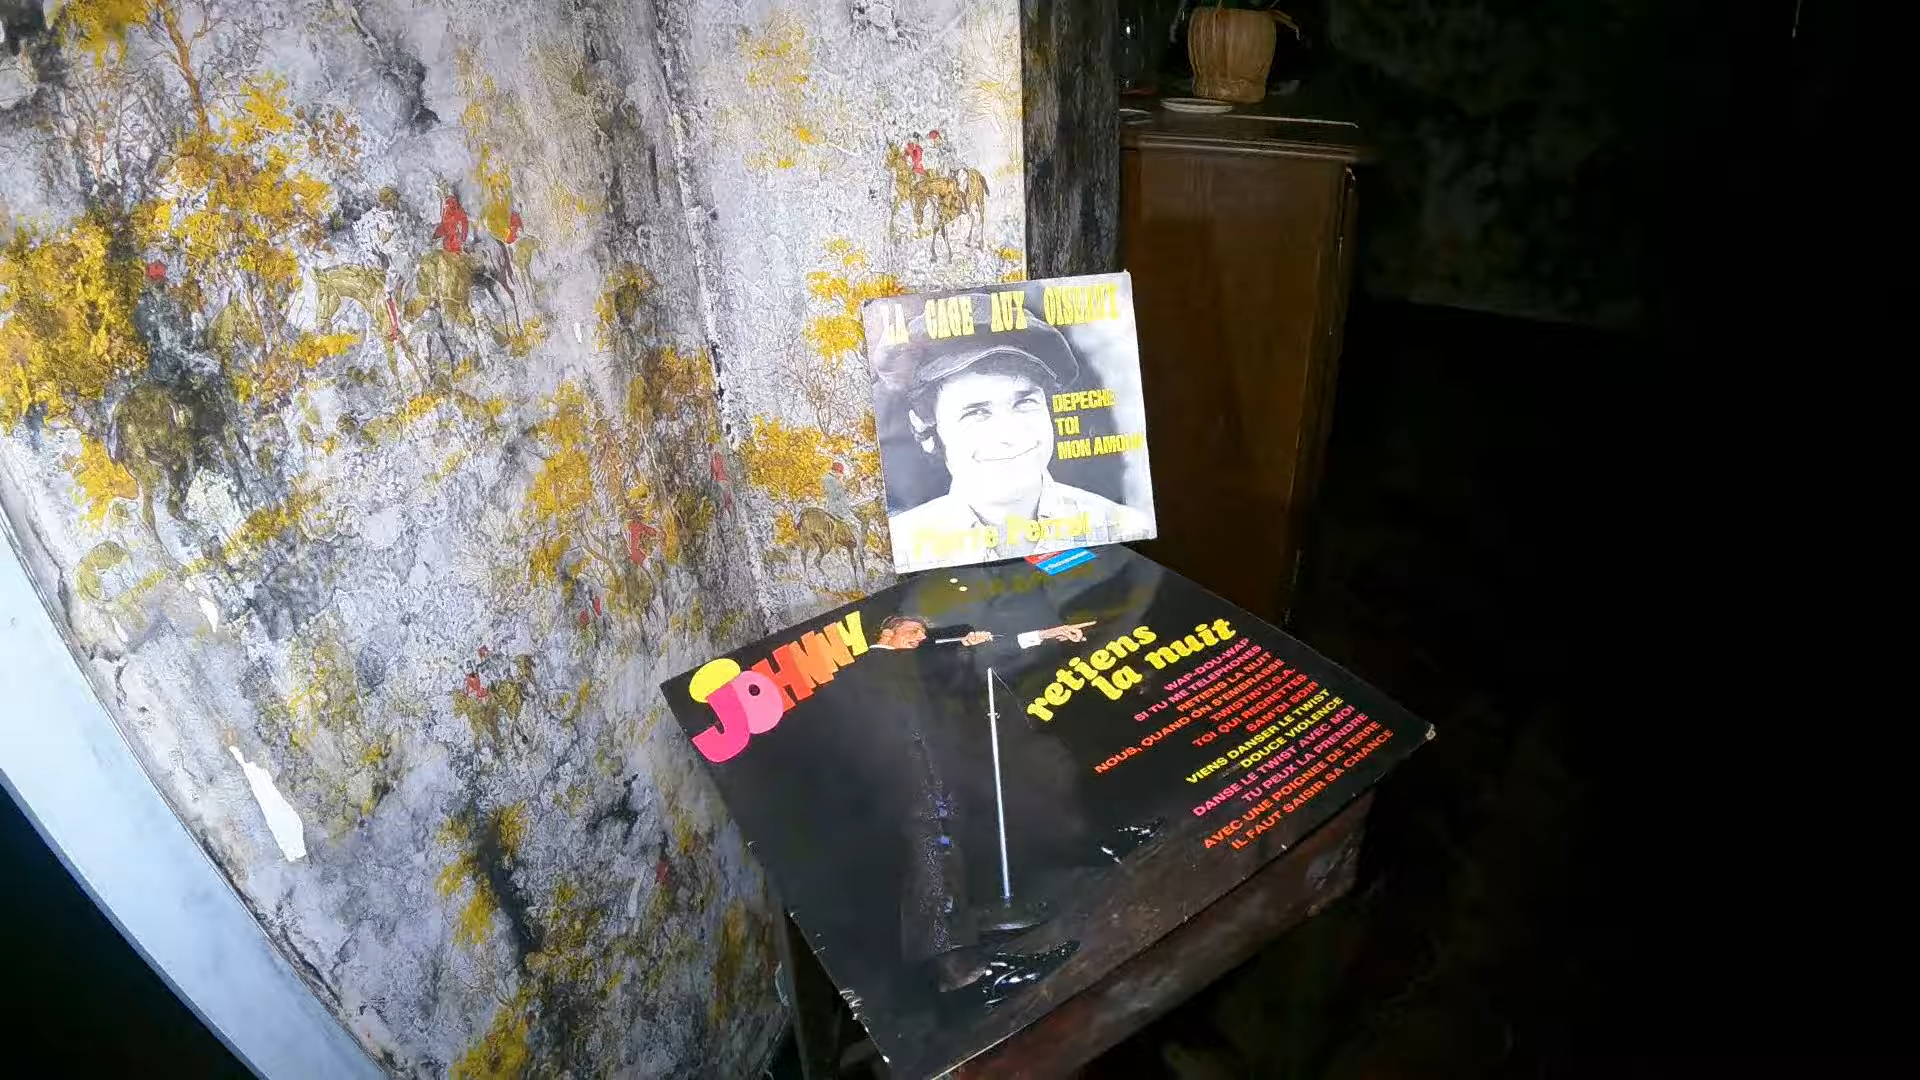 LA CAGE AUX OISEAUX
DEPECHE
TOI
MON AMOUR
Pierre Perret
JOHNNY
retiens
la nuit
WAP-DOU-WAP
SI TU ME TELEPHONES
RETIENS LA NUIT
NOUS, QUAND ON S'EMBRASSE
TWISTIN'U.S.A.
TOI QUI REGRETTES
SAM'DI SOIR
VIENS DANSER LE TWIST
DOUCE VIOLENCE
DANSE LE TWIST AVEC MOI
TU PEUX LA PRENDRE
AVEC UNE POIGNEE DE TERRE
IL FAUT SAISIR SA CHANCE